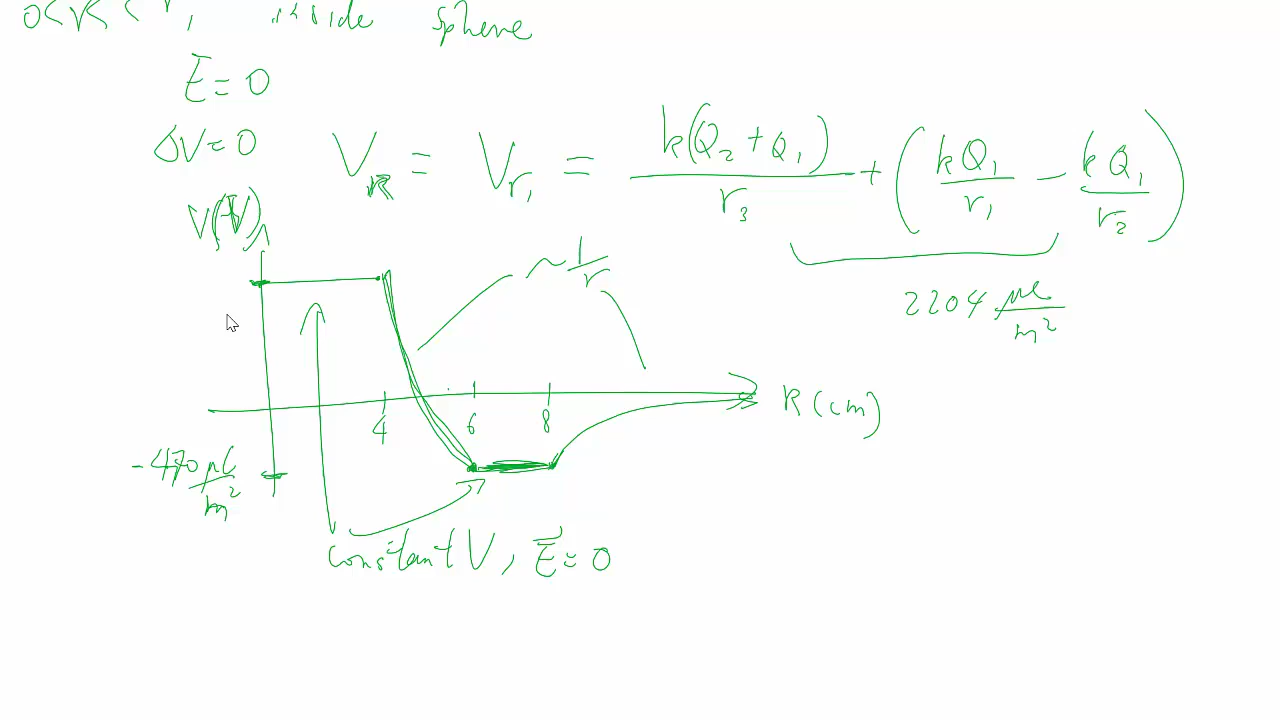 0<r< r₁ inside sphere
E = 0
ΔV = 0
V_R = V_r₁ = k(Q₂ + Q₁)/r₃ + (kQ₁/r₁ − kQ₁/r₂)
V(V)
~ 1/r
2204 μC/m²
4 6 8 R (cm)
-470 μC/m²
constant V, E⃗ = 0